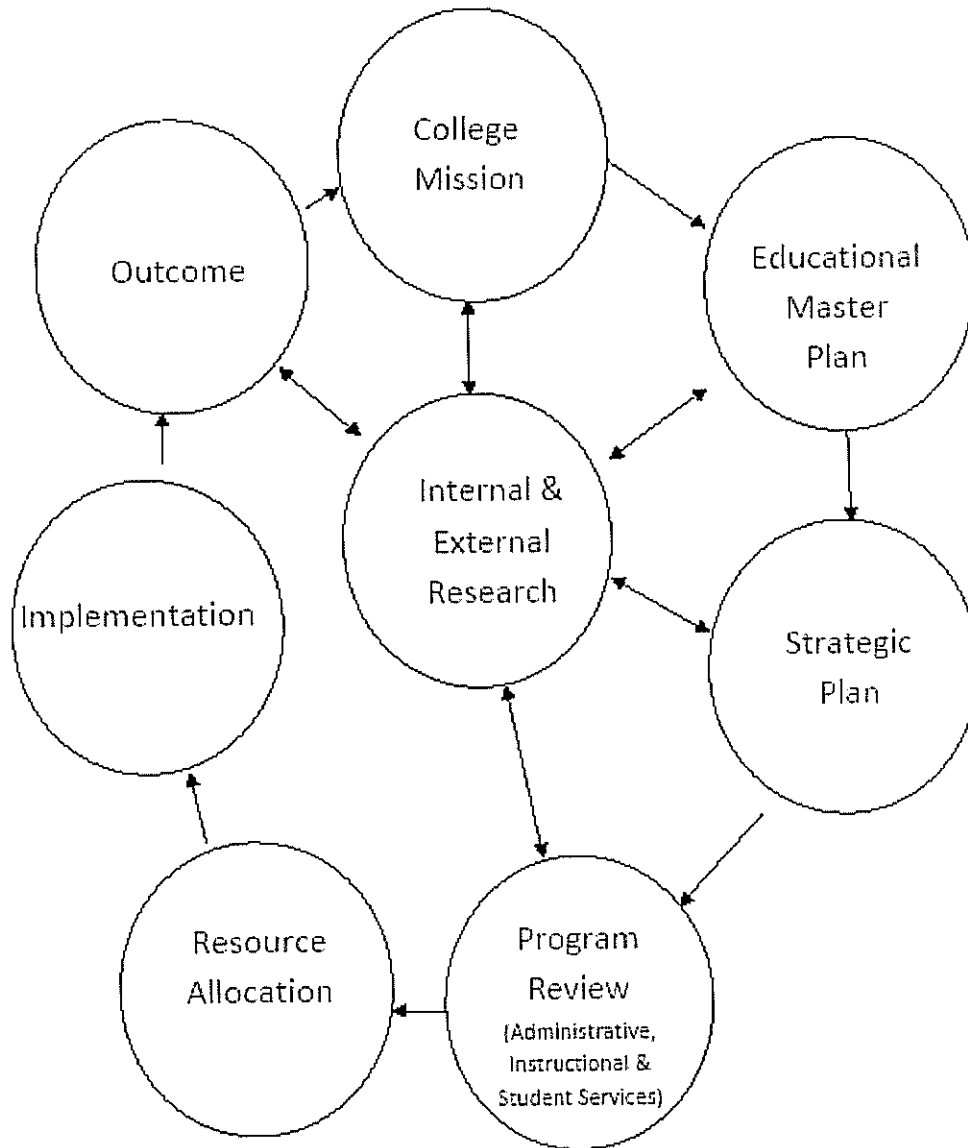 College
Mission
Educational
Master
Plan
Outcome
Internal &
External
Research
Implementation
Strategic
Plan
Resource
Allocation
Program
Review
(Administrative,
Instructional &
Student Services)